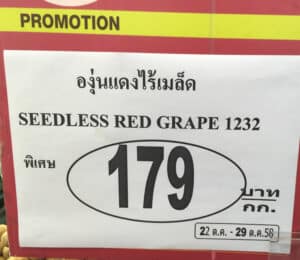 PROMOTION
องุ่นแดงไร้เมล็ด
SEEDLESS RED GRAPE 1232
พิเศษ
179
บาท
กก.
22 ต.ค. - 29 ต.ค.58